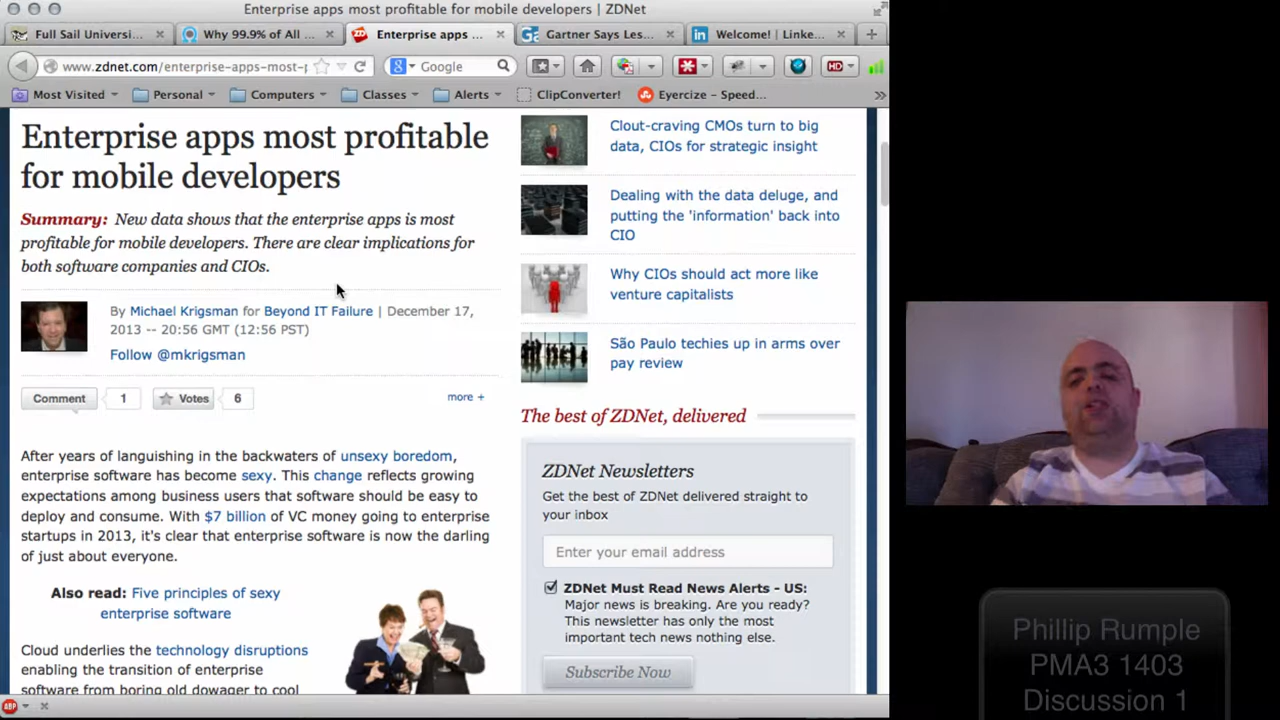 Enterprise apps most profitable for mobile developers | ZDNet
Full Sail Universi...
Why 99.9% of All ...
Enterprise apps ...
Gartner Says Les...
Welcome! | Linke...
www.zdnet.com/enterprise-apps-most-p
Google
HD
Most Visited
Personal
Computers
Classes
Alerts
ClipConverter!
Eyercize - Speed...
Enterprise apps most profitable
for mobile developers
Summary: New data shows that the enterprise apps is most
profitable for mobile developers. There are clear implications for
both software companies and CIOs.
By Michael Krigsman for Beyond IT Failure | December 17,
2013 -- 20:56 GMT (12:56 PST)
Follow @mkrigsman
Comment 1 Votes 6 more +
After years of languishing in the backwaters of unsexy boredom,
enterprise software has become sexy. This change reflects growing
expectations among business users that software should be easy to
deploy and consume. With $7 billion of VC money going to enterprise
startups in 2013, it's clear that enterprise software is now the darling
of just about everyone.
Also read: Five principles of sexy
enterprise software
Cloud underlies the technology disruptions
enabling the transition of enterprise
software from boring old dowager to cool
Clout-craving CMOs turn to big
data, CIOs for strategic insight
Dealing with the data deluge, and
putting the 'information' back into
CIO
Why CIOs should act more like
venture capitalists
São Paulo techies up in arms over
pay review
The best of ZDNet, delivered
ZDNet Newsletters
Get the best of ZDNet delivered straight to
your inbox
Enter your email address
ZDNet Must Read News Alerts - US:
Major news is breaking. Are you ready?
This newsletter has only the most
important tech news nothing else.
Subscribe Now
ABP
Phillip Rumple
PMA3 1403
Discussion 1